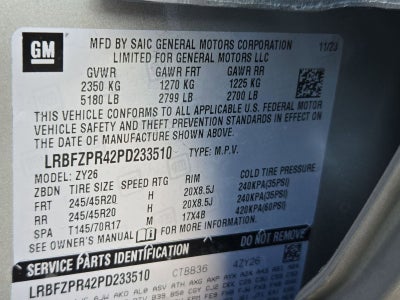 GM
MFD BY SAIC GENERAL MOTORS CORPORATION
LIMITED FOR GENERAL MOTORS LLC
11/23
GVWR GAWR FRT GAWR RR
2350 KG 1270 KG 1225 KG
5180 LB 2799 LB 2700 LB
THIS VEHICLE CONFORMS TO ALL APPLICABLE U.S. FEDERAL MOTOR
VEHICLE SAFETY AND THEFT PREVENTION STANDARDS IN EFFECT ON
THE DATE OF MANUFACTURE SHOWN ABOVE.
LRBFZPR42PD233510 TYPE: M.P.V.
MODEL: ZY26
ZBDN TIRE SIZE SPEED RTG RIM COLD TIRE PRESSURE
FRT 245/45R20 H 20X8.5J 240KPA(35PSI)
RR 245/45R20 H 20X8.5J 240KPA(35PSI)
SPA T145/70R17 M 17X4B 420KPA(60PSI)
SEE OWNER'S MANUAL FOR MORE INFORMATION.
SERVICE PARTS IDENTIFICATION DO NOT REMOVE
LRBFZPR42PD233510 CTB836 4ZY26